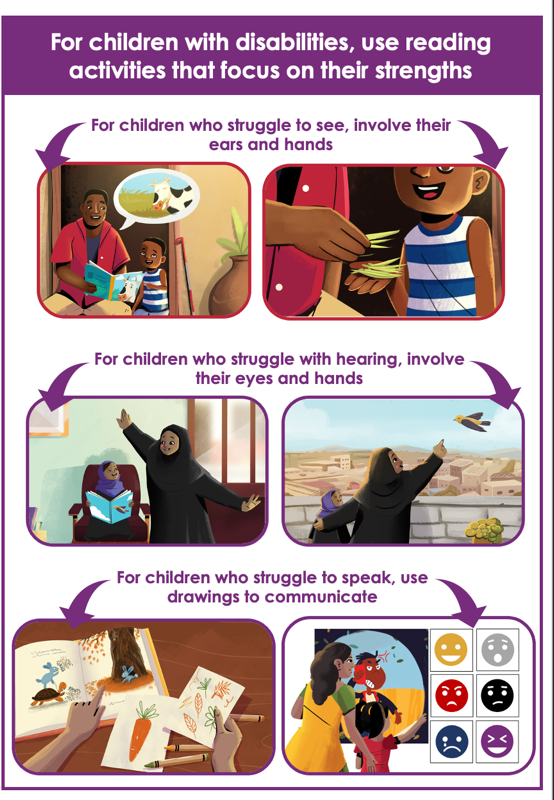 For children with disabilities, use reading
activities that focus on their strengths
For children who struggle to see, involve their
ears and hands
For children who struggle with hearing, involve
their eyes and hands
For children who struggle to speak, use
drawings to communicate